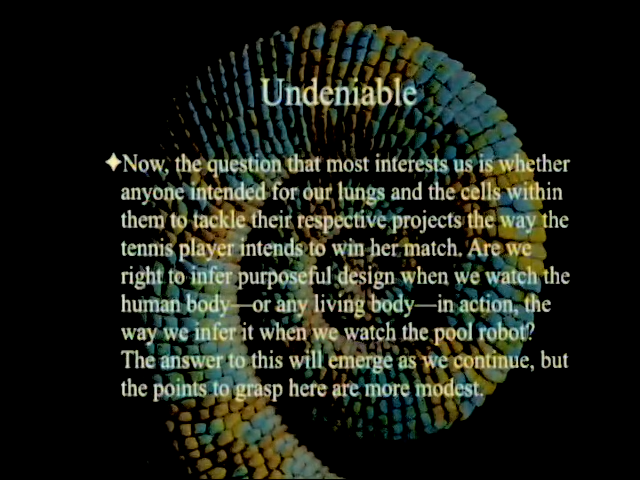 Undeniable
✦Now, the question that most interests us is whether
anyone intended for our lungs and the cells within
them to tackle their respective projects the way the
tennis player intends to win her match. Are we
right to infer purposeful design when we watch the
human body—or any living body—in action, the
way we infer it when we watch the pool robot?
The answer to this will emerge as we continue, but
the points to grasp here are more modest.